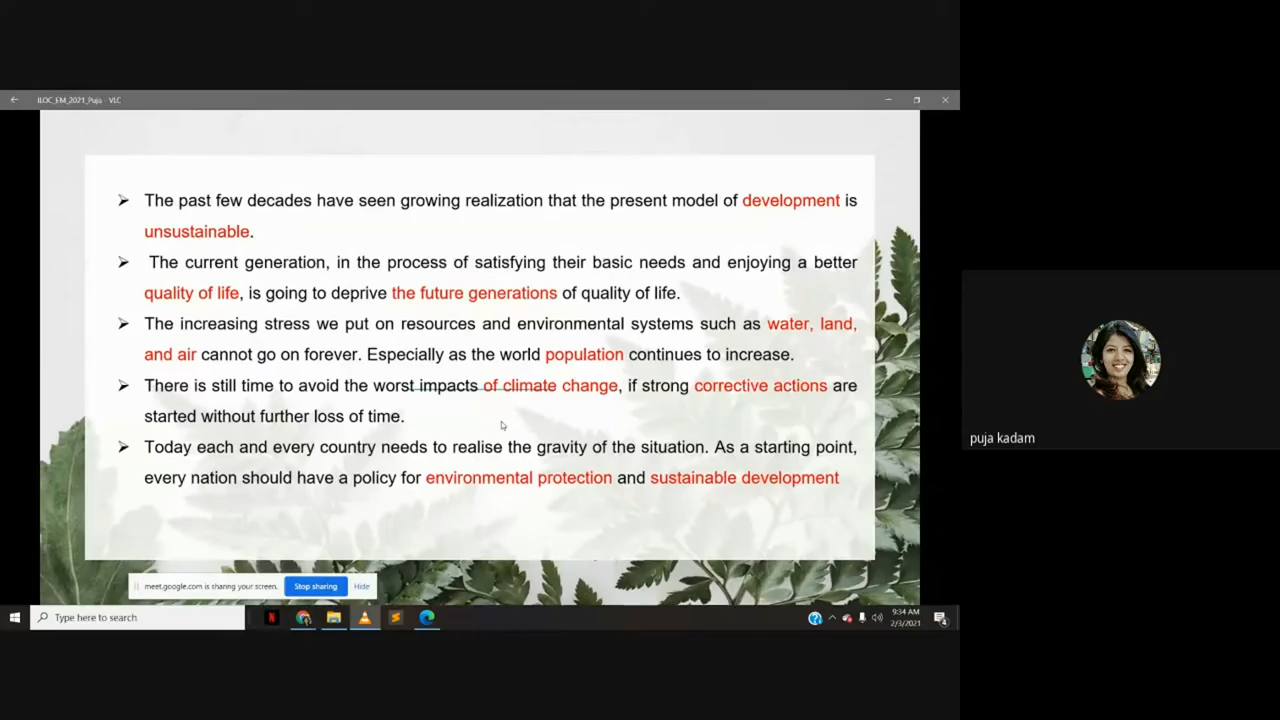 ILOC_EM_2021_Puja - VLC
The past few decades have seen growing realization that the present model of development is
unsustainable.
The current generation, in the process of satisfying their basic needs and enjoying a better
quality of life, is going to deprive the future generations of quality of life.
The increasing stress we put on resources and environmental systems such as water, land,
and air cannot go on forever. Especially as the world population continues to increase.
There is still time to avoid the worst impacts of climate change, if strong corrective actions are
started without further loss of time.
Today each and every country needs to realise the gravity of the situation. As a starting point,
every nation should have a policy for environmental protection and sustainable development
puja kadam
meet.google.com is sharing your screen. Stop sharing Hide
Type here to search
9:34 AM
2/3/2021